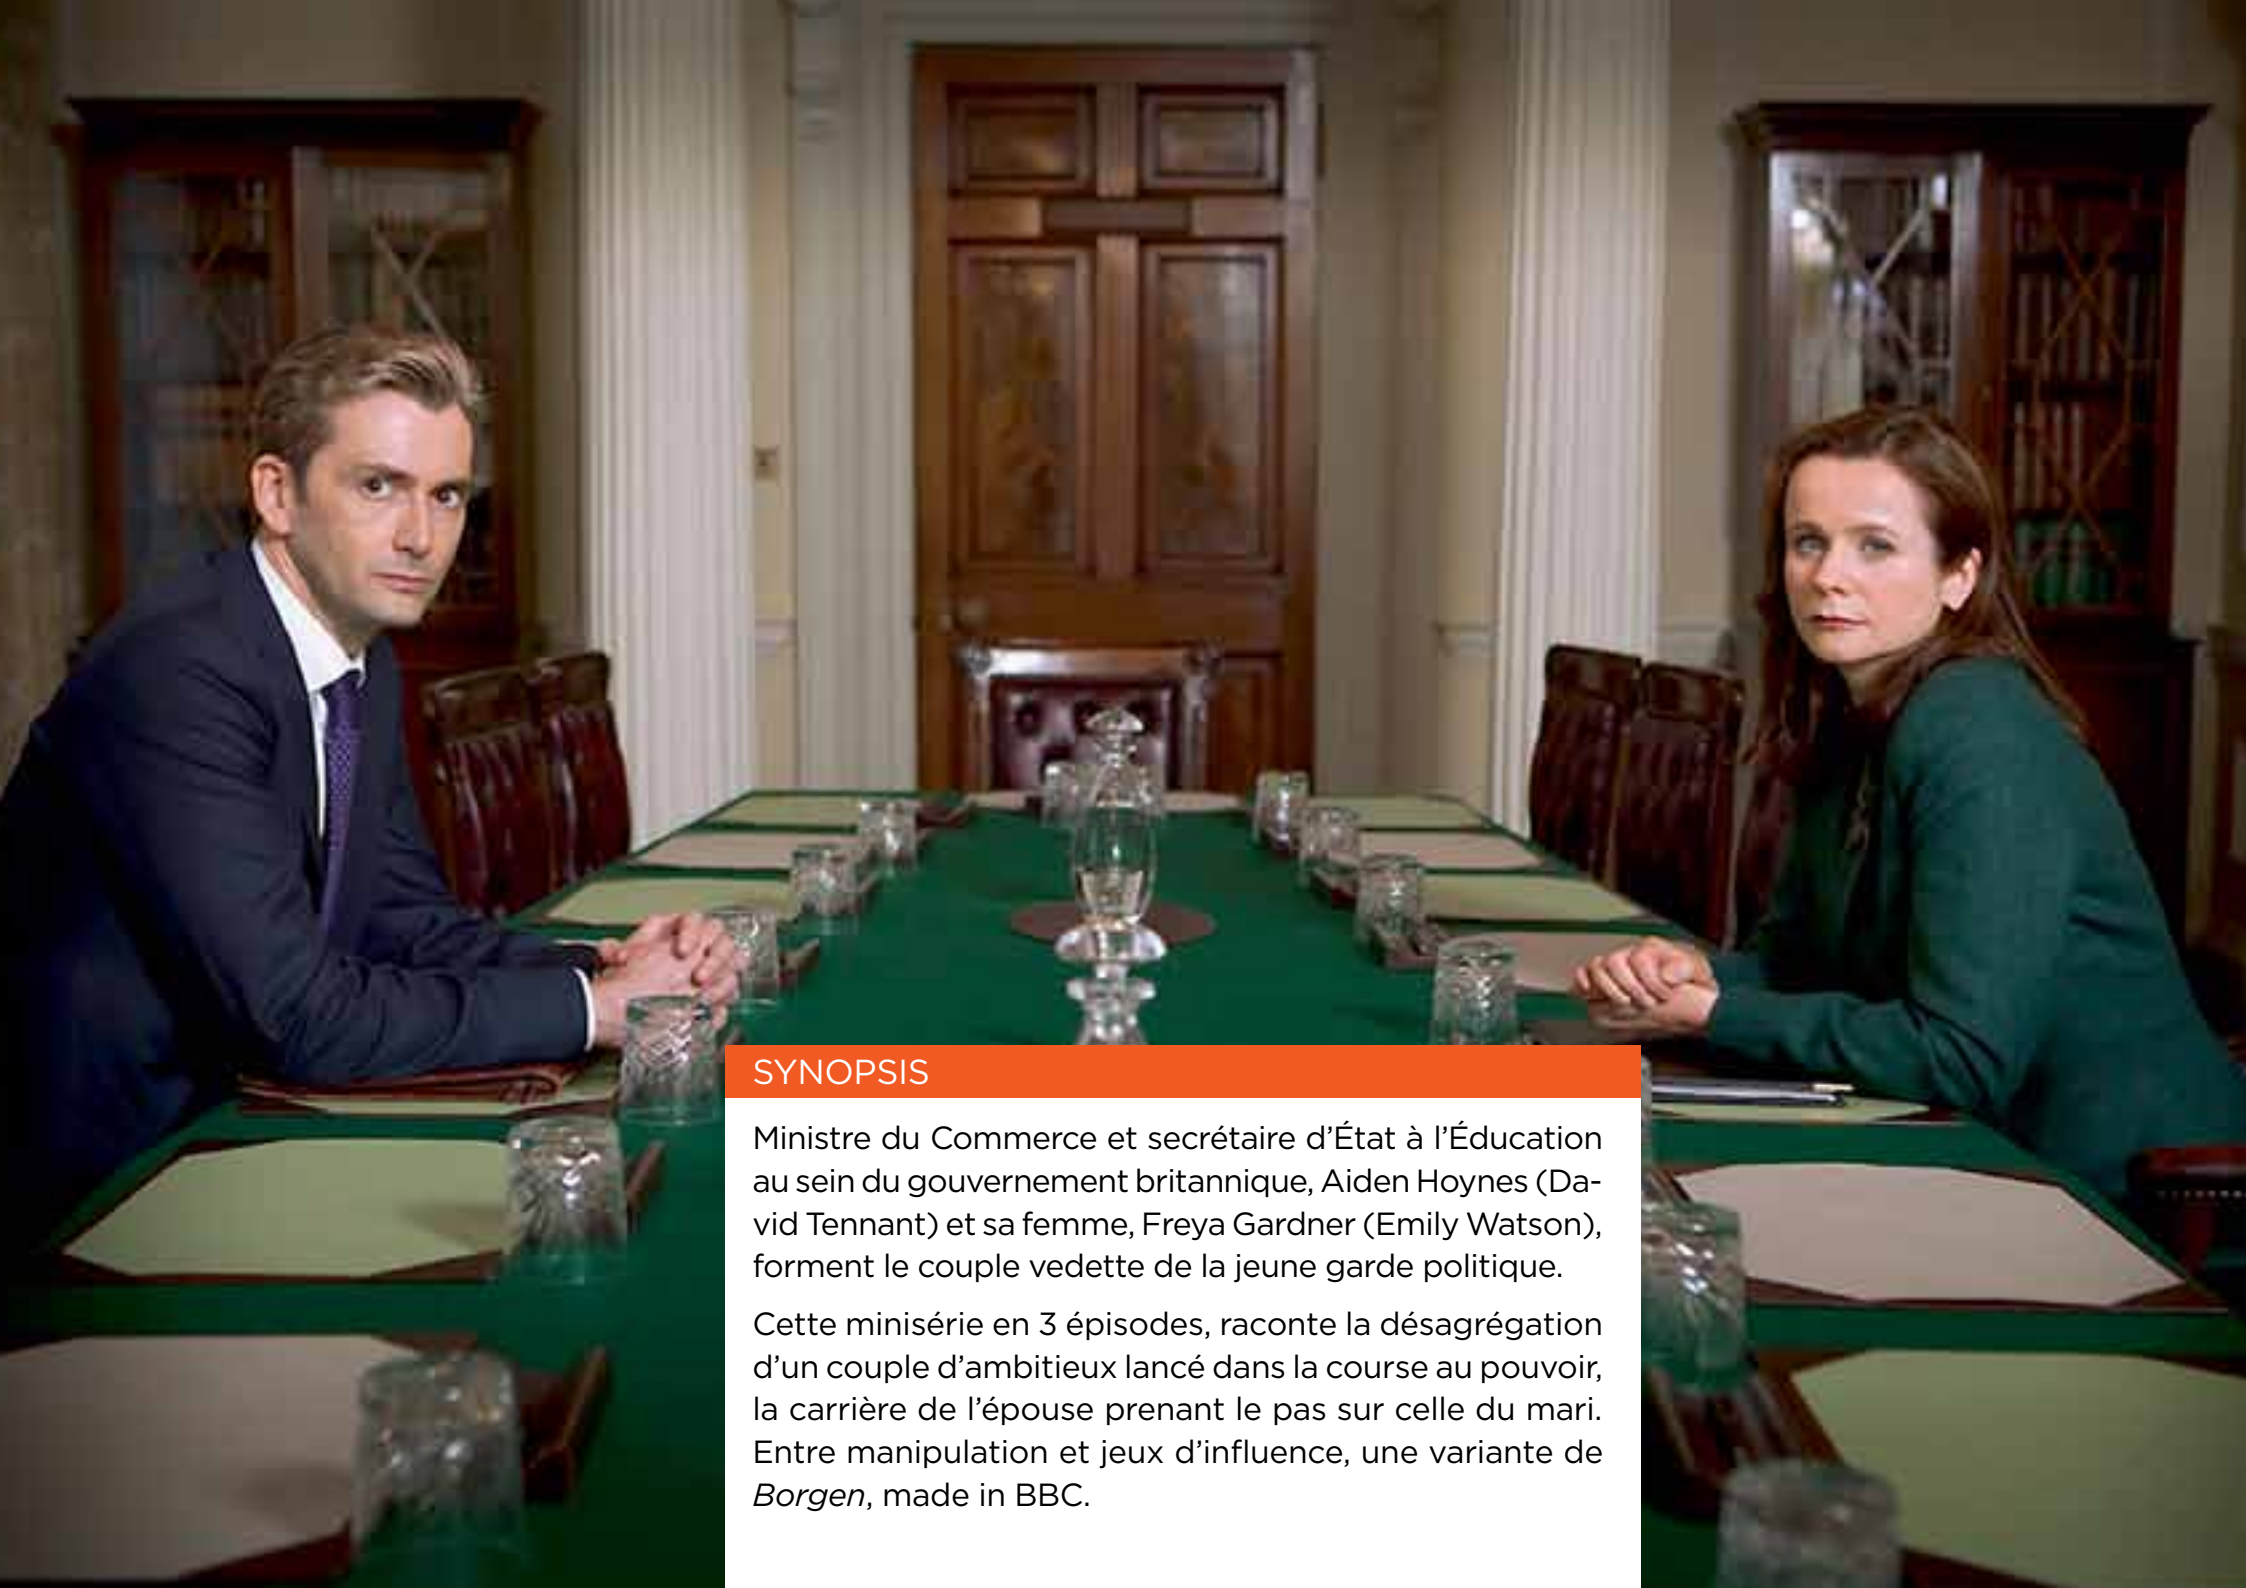 SYNOPSIS
Ministre du Commerce et secrétaire d’État à l’Éducation
au sein du gouvernement britannique, Aiden Hoynes (Da-
vid Tennant) et sa femme, Freya Gardner (Emily Watson),
forment le couple vedette de la jeune garde politique.
Cette minisérie en 3 épisodes, raconte la désagrégation
d’un couple d’ambitieux lancé dans la course au pouvoir,
la carrière de l’épouse prenant le pas sur celle du mari.
Entre manipulation et jeux d’influence, une variante de
Borgen, made in BBC.